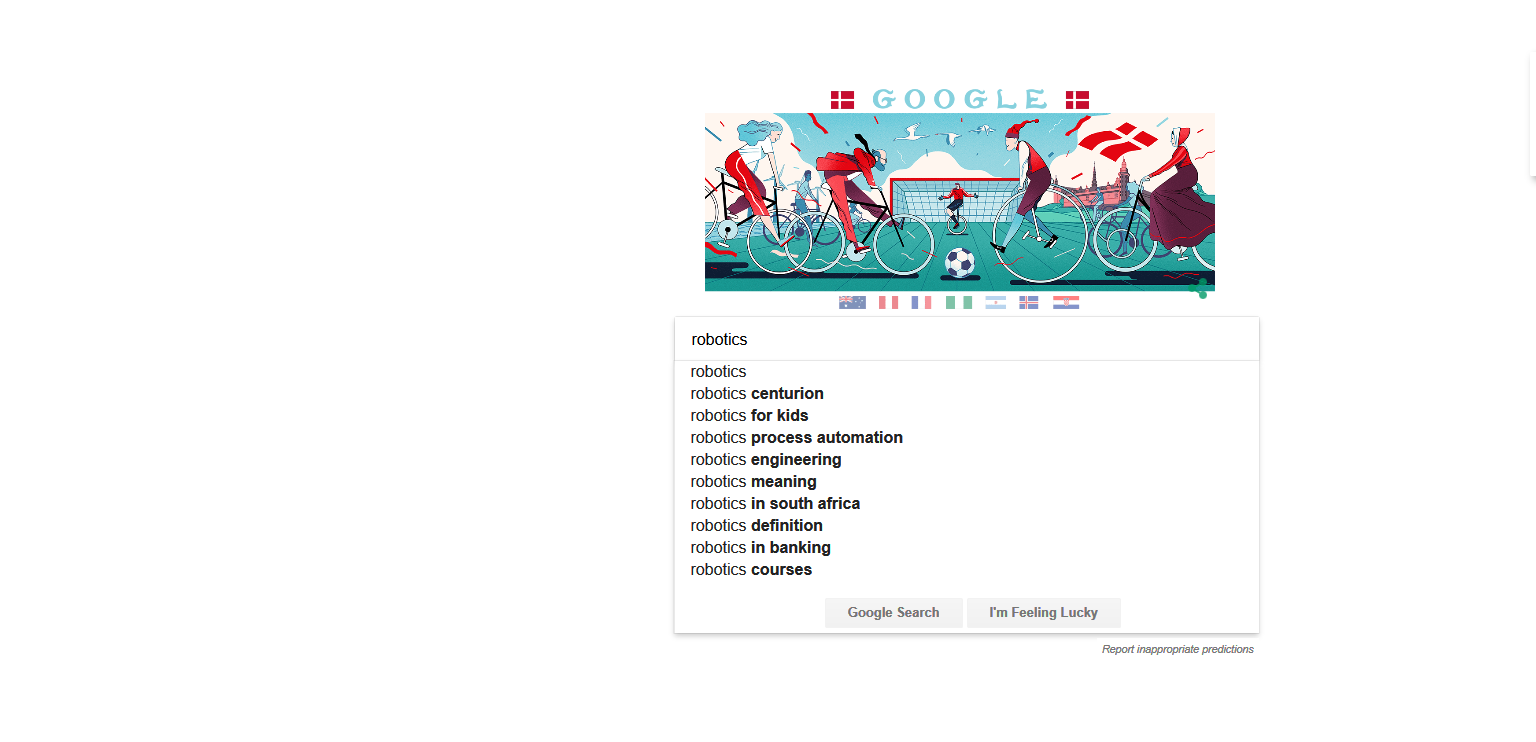 GOOGLE
robotics
robotics
robotics centurion
robotics for kids
robotics process automation
robotics engineering
robotics meaning
robotics in south africa
robotics definition
robotics in banking
robotics courses
Google Search I'm Feeling Lucky
Report inappropriate predictions